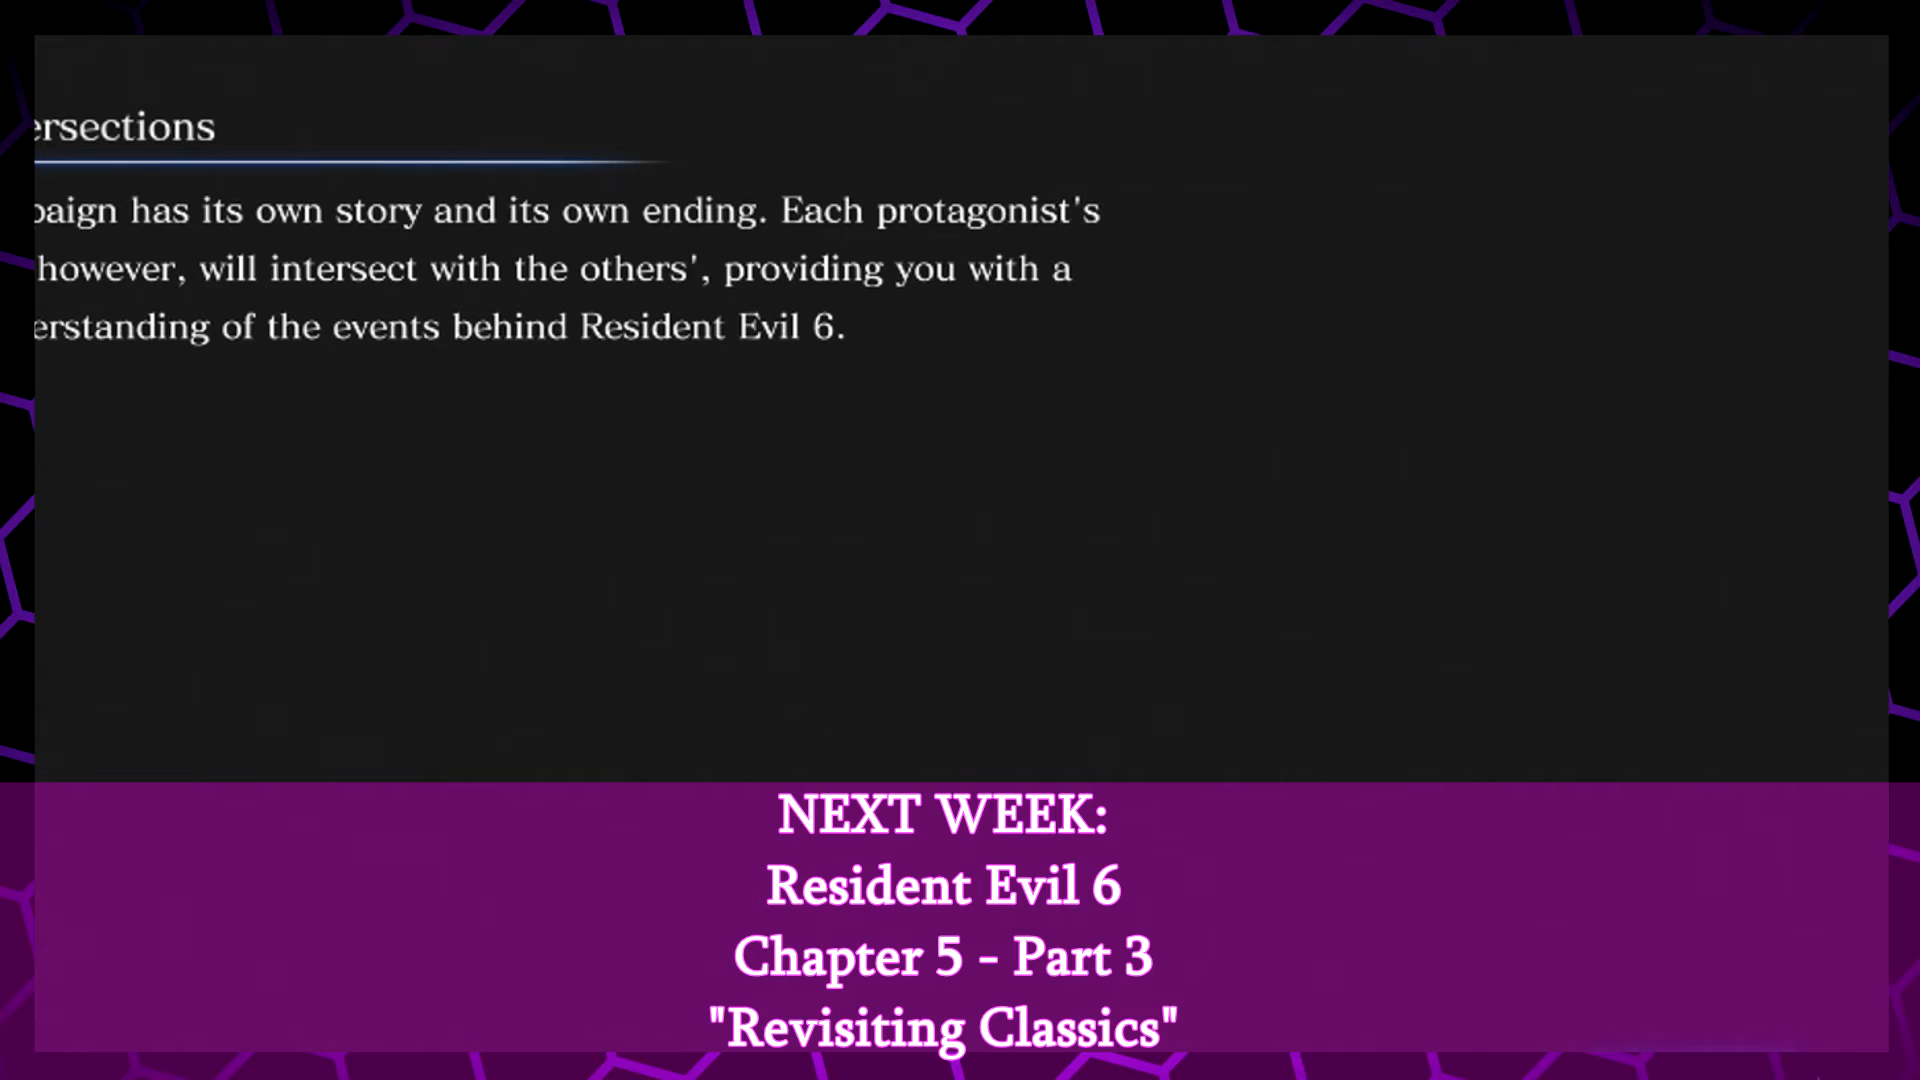 ersections
paign has its own story and its own ending. Each protagonist's
however, will intersect with the others', providing you with a
erstanding of the events behind Resident Evil 6.
NEXT WEEK:
Resident Evil 6
Chapter 5 - Part 3
"Revisiting Classics"